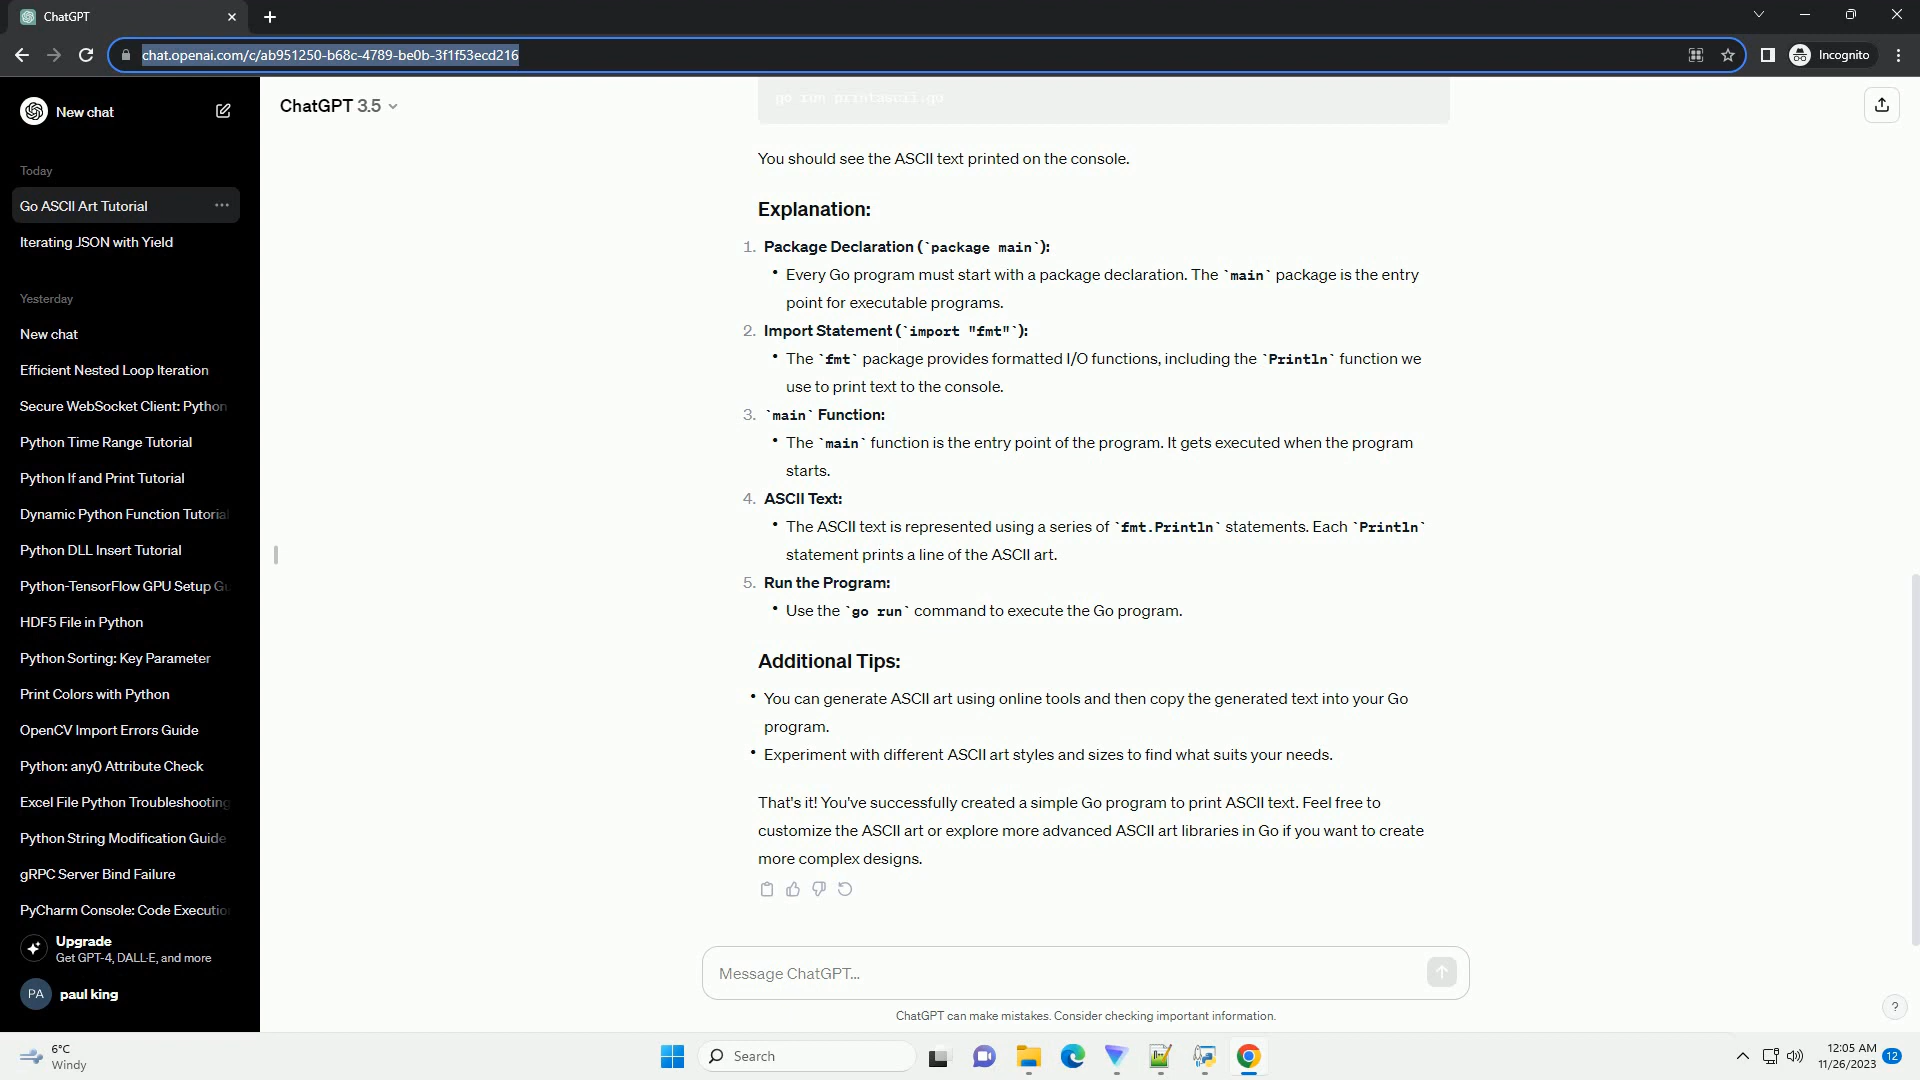 ChatGPT
chat.openai.com/c/ab951250-b68c-4789-be0b-3f1f53ecd216
Incognito
New chat
ChatGPT 3.5
go run printascii.go
Today
Go ASCII Art Tutorial
Iterating JSON with Yield
Yesterday
New chat
Efficient Nested Loop Iteration
Secure WebSocket Client: Python
Python Time Range Tutorial
Python If and Print Tutorial
Dynamic Python Function Tutorial
Python DLL Insert Tutorial
Python-TensorFlow GPU Setup Gu
HDF5 File in Python
Python Sorting: Key Parameter
Print Colors with Python
OpenCV Import Errors Guide
Python: any() Attribute Check
Excel File Python Troubleshooting
Python String Modification Guide
gRPC Server Bind Failure
PyCharm Console: Code Executio
Upgrade
Get GPT-4, DALL·E, and more
PA
paul king
You should see the ASCII text printed on the console.
Explanation:
1. Package Declaration (`package main`):
• Every Go program must start with a package declaration. The `main` package is the entry
point for executable programs.
2. Import Statement (`import "fmt"`):
• The `fmt` package provides formatted I/O functions, including the `Println` function we
use to print text to the console.
3. `main` Function:
• The `main` function is the entry point of the program. It gets executed when the program
starts.
4. ASCII Text:
• The ASCII text is represented using a series of `fmt.Println` statements. Each `Println`
statement prints a line of the ASCII art.
5. Run the Program:
• Use the `go run` command to execute the Go program.
Additional Tips:
• You can generate ASCII art using online tools and then copy the generated text into your Go
program.
• Experiment with different ASCII art styles and sizes to find what suits your needs.
That's it! You've successfully created a simple Go program to print ASCII text. Feel free to
customize the ASCII art or explore more advanced ASCII art libraries in Go if you want to create
more complex designs.
Message ChatGPT...
ChatGPT can make mistakes. Consider checking important information.
?
6°C
Windy
Search
12:05 AM
11/26/2023
12